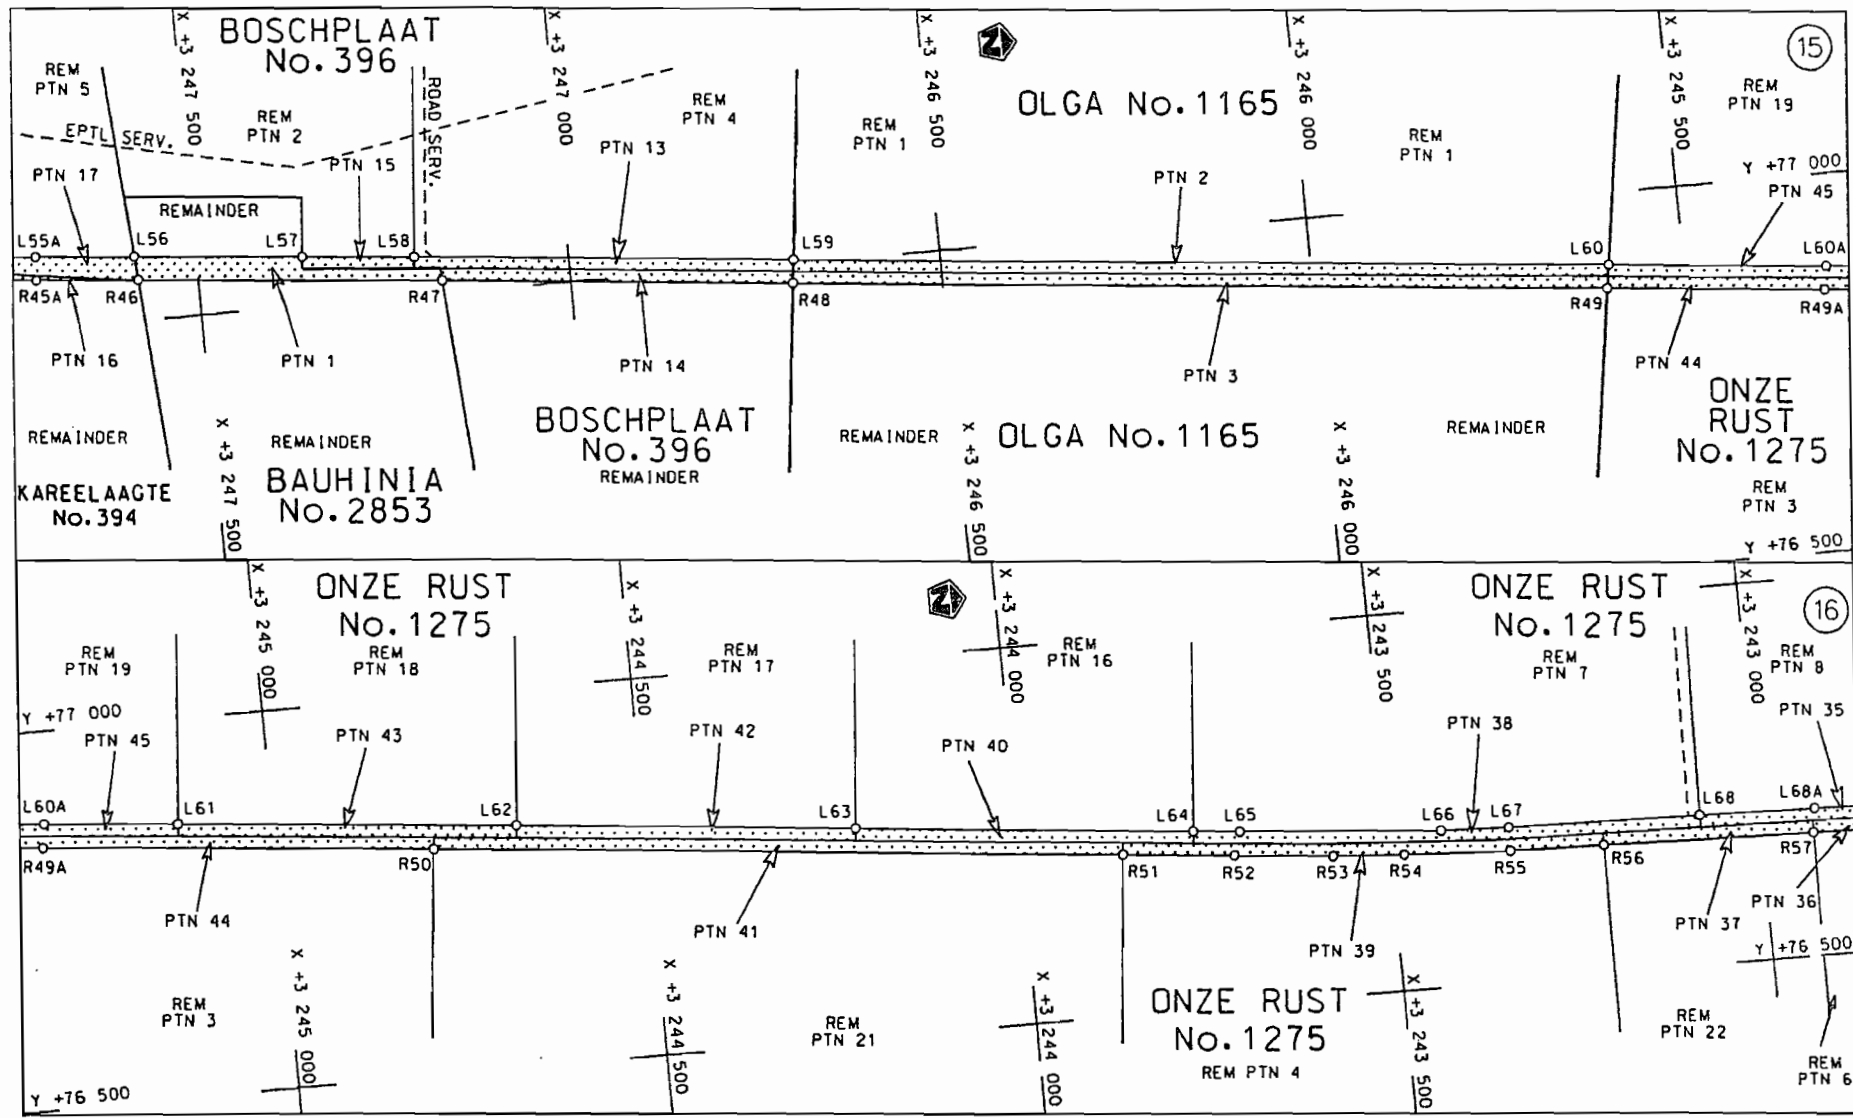 BOSCHPLAAT
No. 396
X +3 247 500
X +3 247 000
X +3 246 500
X +3 246 000
X +3 245 500
N
15
REM
PTN 5
REM
PTN 2
ROAD SERV.
REM
PTN 4
REM
PTN 1
OLGA No. 1165
REM
PTN 1
REM
PTN 19
EPTL SERV.
PTN 17
PTN 15
PTN 13
PTN 2
Y +77 000
PTN 45
REMAINDER
L55A
L56
L57
L58
L59
L60
L60A
R45A
R46
R47
R48
R49
R49A
PTN 16
PTN 1
PTN 14
PTN 3
PTN 44
REMAINDER
KAREELAAGTE
No. 394
X +3 247 500
REMAINDER
BAUHINIA
No. 2853
BOSCHPLAAT
No. 396
REMAINDER
REMAINDER
X +3 246 500
OLGA No. 1165
X +3 246 000
REMAINDER
ONZE
RUST
No. 1275
REM
PTN 3
Y +76 500
X +3 245 000
ONZE RUST
No. 1275
X +3 244 500
N
X +3 244 000
X +3 243 500
ONZE RUST
No. 1275
X +3 243 000
16
REM
PTN 19
REM
PTN 18
REM
PTN 17
REM
PTN 16
REM
PTN 7
REM
PTN 8
Y +77 000
PTN 45
PTN 43
PTN 42
PTN 40
PTN 38
PTN 35
L60A
L61
L62
L63
L64
L65
L66
L67
L68
L68A
R49A
R50
R51
R52
R53
R54
R55
R56
R57
PTN 44
PTN 41
PTN 39
PTN 37
PTN 36
Y +76 500
REM
PTN 3
X +3 245 000
X +3 244 500
REM
PTN 21
X +3 244 000
ONZE RUST
No. 1275
REM PTN 4
X +3 243 500
REM
PTN 22
REM
PTN 6
Y +76 500